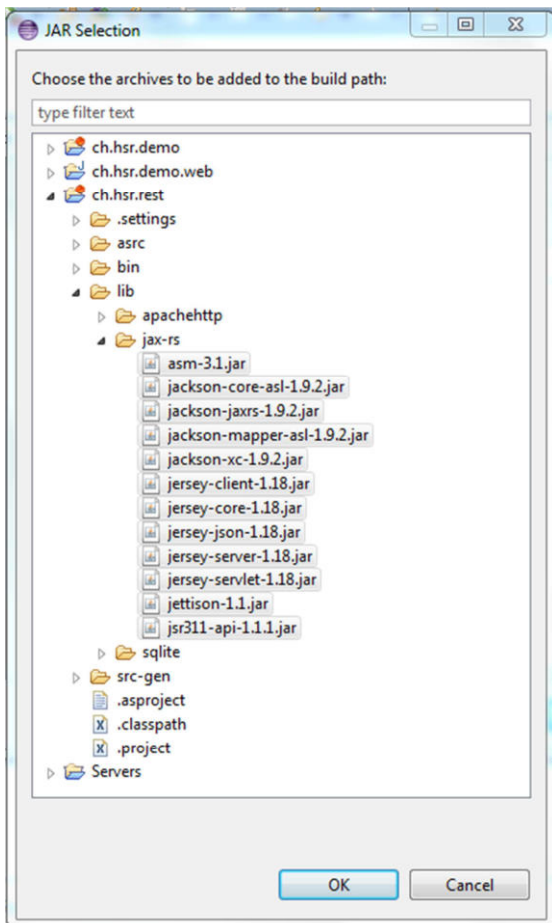 JAR Selection
Choose the archives to be added to the build path:
type filter text
ch.hsr.demo
ch.hsr.demo.web
ch.hsr.rest
.settings
asrc
bin
lib
apachehttp
jax-rs
asm-3.1.jar
jackson-core-asl-1.9.2.jar
jackson-jaxrs-1.9.2.jar
jackson-mapper-asl-1.9.2.jar
jackson-xc-1.9.2.jar
jersey-client-1.18.jar
jersey-core-1.18.jar
jersey-json-1.18.jar
jersey-server-1.18.jar
jersey-servlet-1.18.jar
jettison-1.1.jar
jsr311-api-1.1.1.jar
sqlite
src-gen
.asproject
.classpath
.project
Servers
OK Cancel